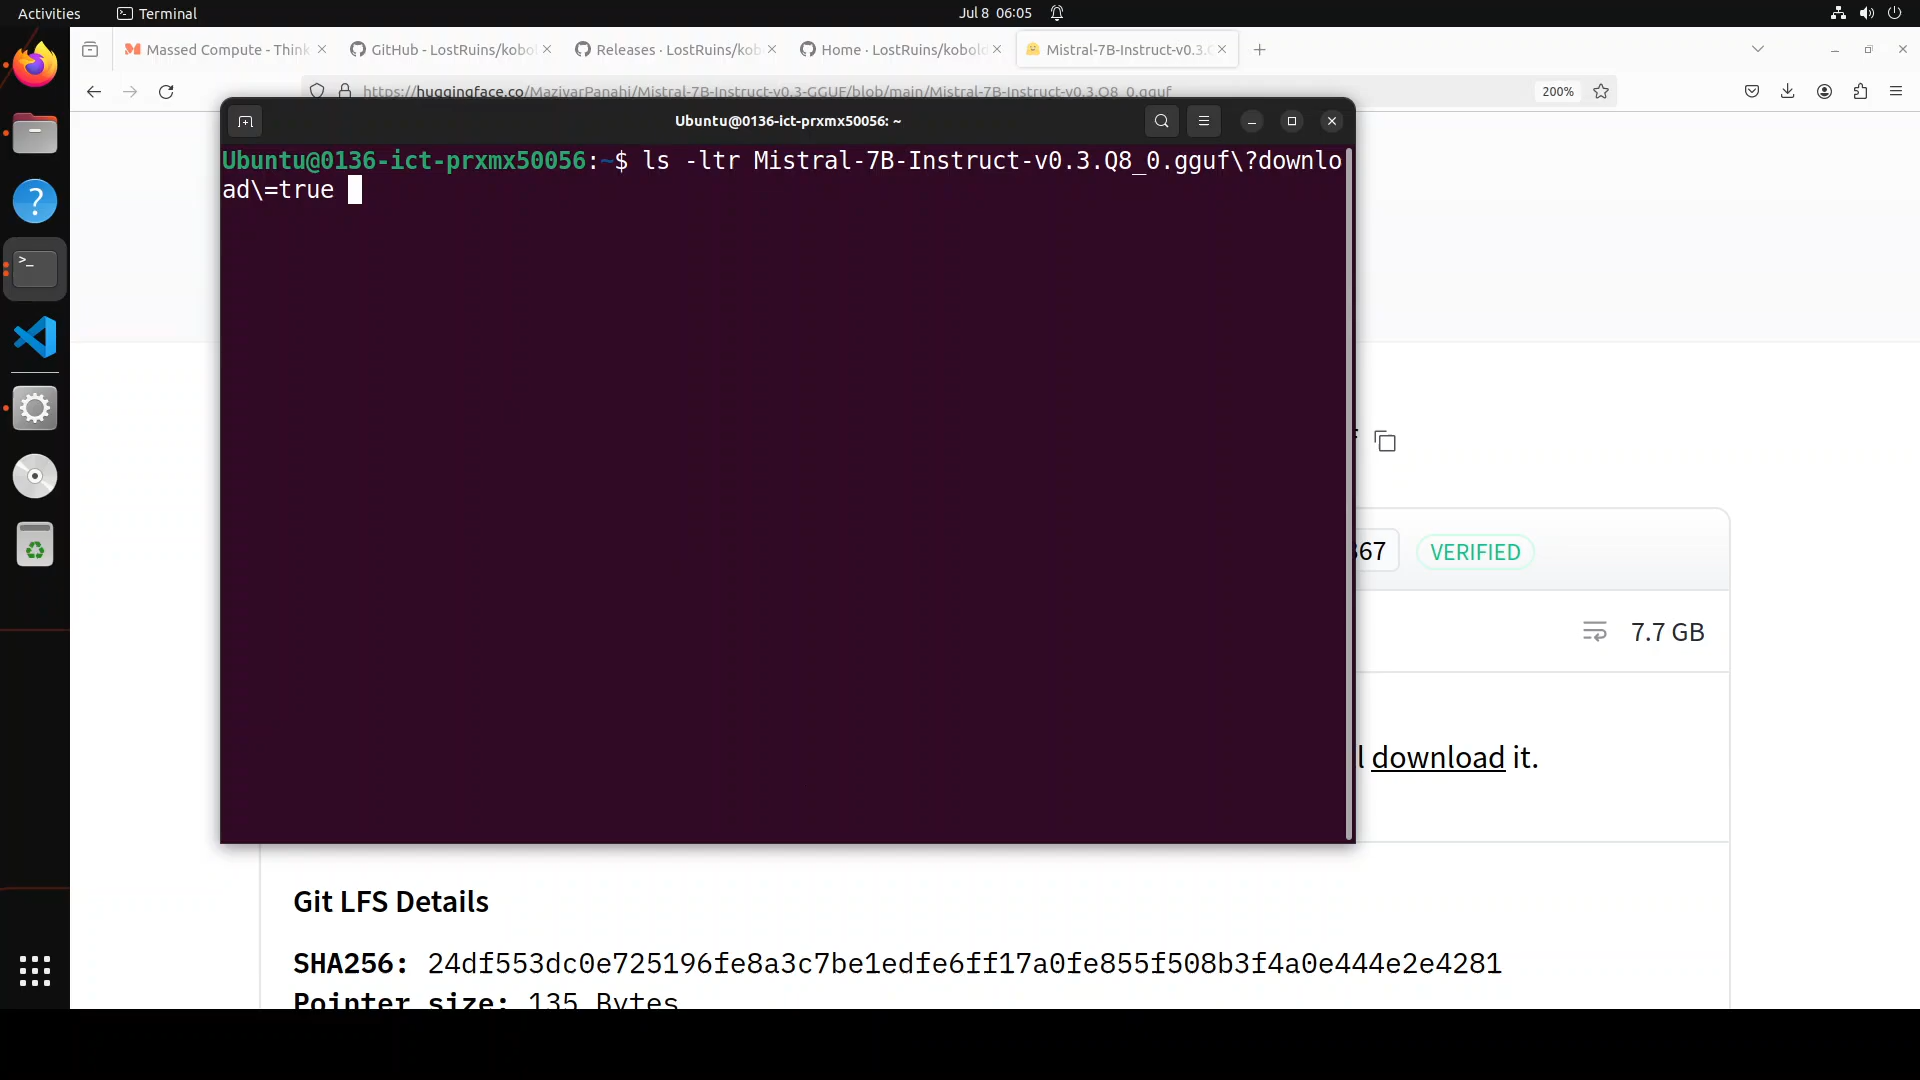 Activities
Terminal
Jul 8 06:05
Massed Compute - Think
GitHub - LostRuins/kobol
Releases · LostRuins/kob
Home · LostRuins/kobold
Mistral-7B-Instruct-v0.3.
https://huggingface.co/MaziyarPanahi/Mistral-7B-Instruct-v0.3-GGUF/blob/main/Mistral-7B-Instruct-v0.3.Q8_0.gguf
200%
Ubuntu@0136-ict-prxmx50056: ~
Ubuntu@0136-ict-prxmx50056:~$ ls -ltr Mistral-7B-Instruct-v0.3.Q8_0.gguf\?downlo
ad\=true
67
VERIFIED
7.7 GB
download it.
Git LFS Details
SHA256: 24df553dc0e725196fe8a3c7be1edfe6ff17a0fe855f508b3f4a0e444e2e4281
Pointer size: 135 Bytes